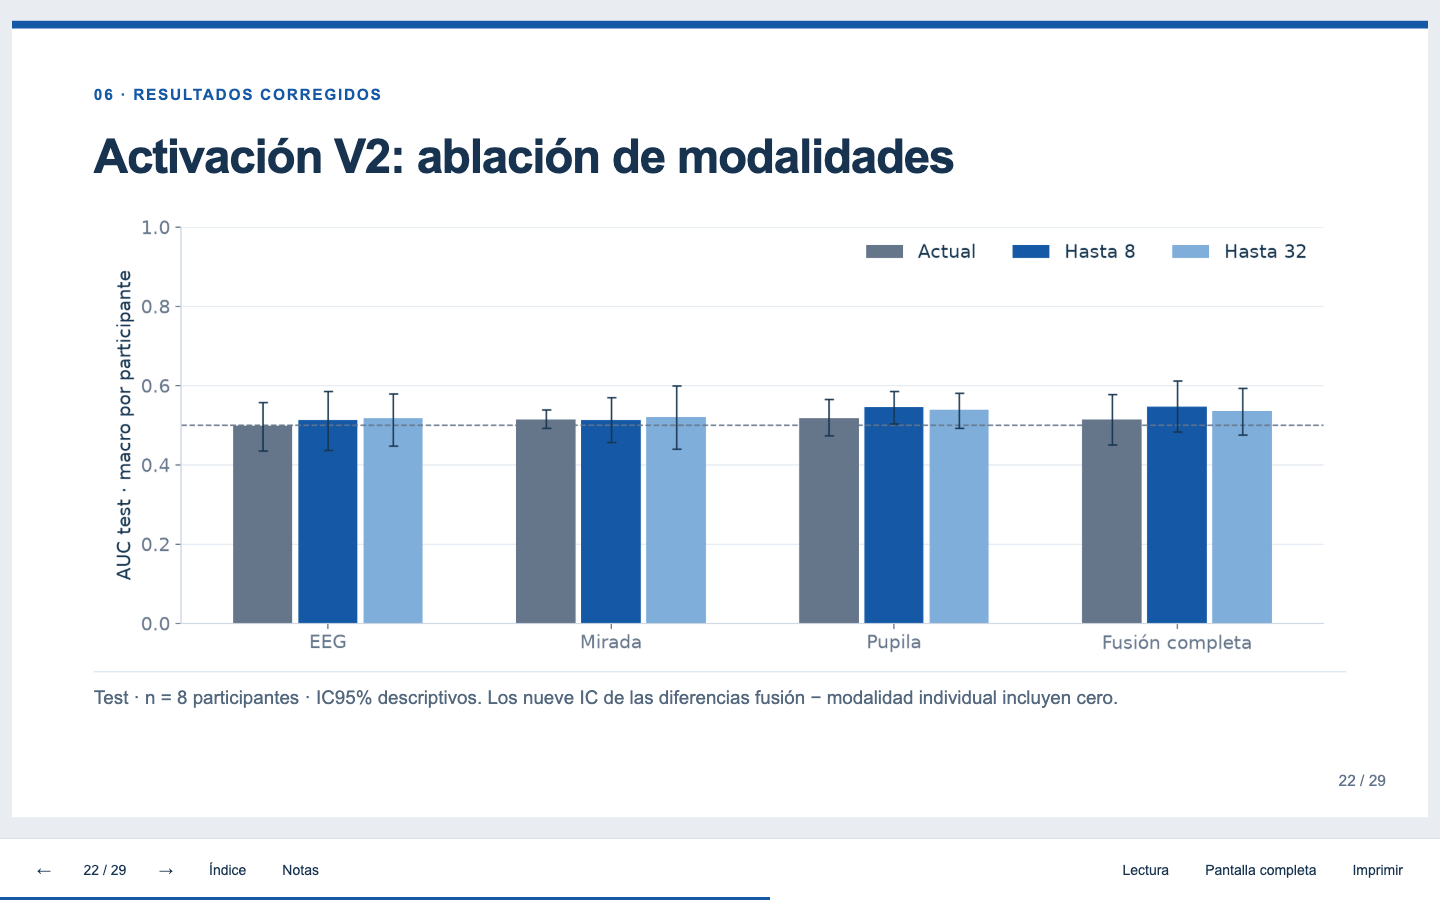 06 · RESULTADOS CORREGIDOS
Activación V2: ablación de modalidades
AUC test · macro por participante
1.0
0.8
0.6
0.4
0.2
0.0
Actual
Hasta 8
Hasta 32
EEG
Mirada
Pupila
Fusión completa
Test · n = 8 participantes · IC95% descriptivos. Los nueve IC de las diferencias fusión − modalidad individual incluyen cero.
22 / 29
← 22 / 29 → Índice Notas Lectura Pantalla completa Imprimir